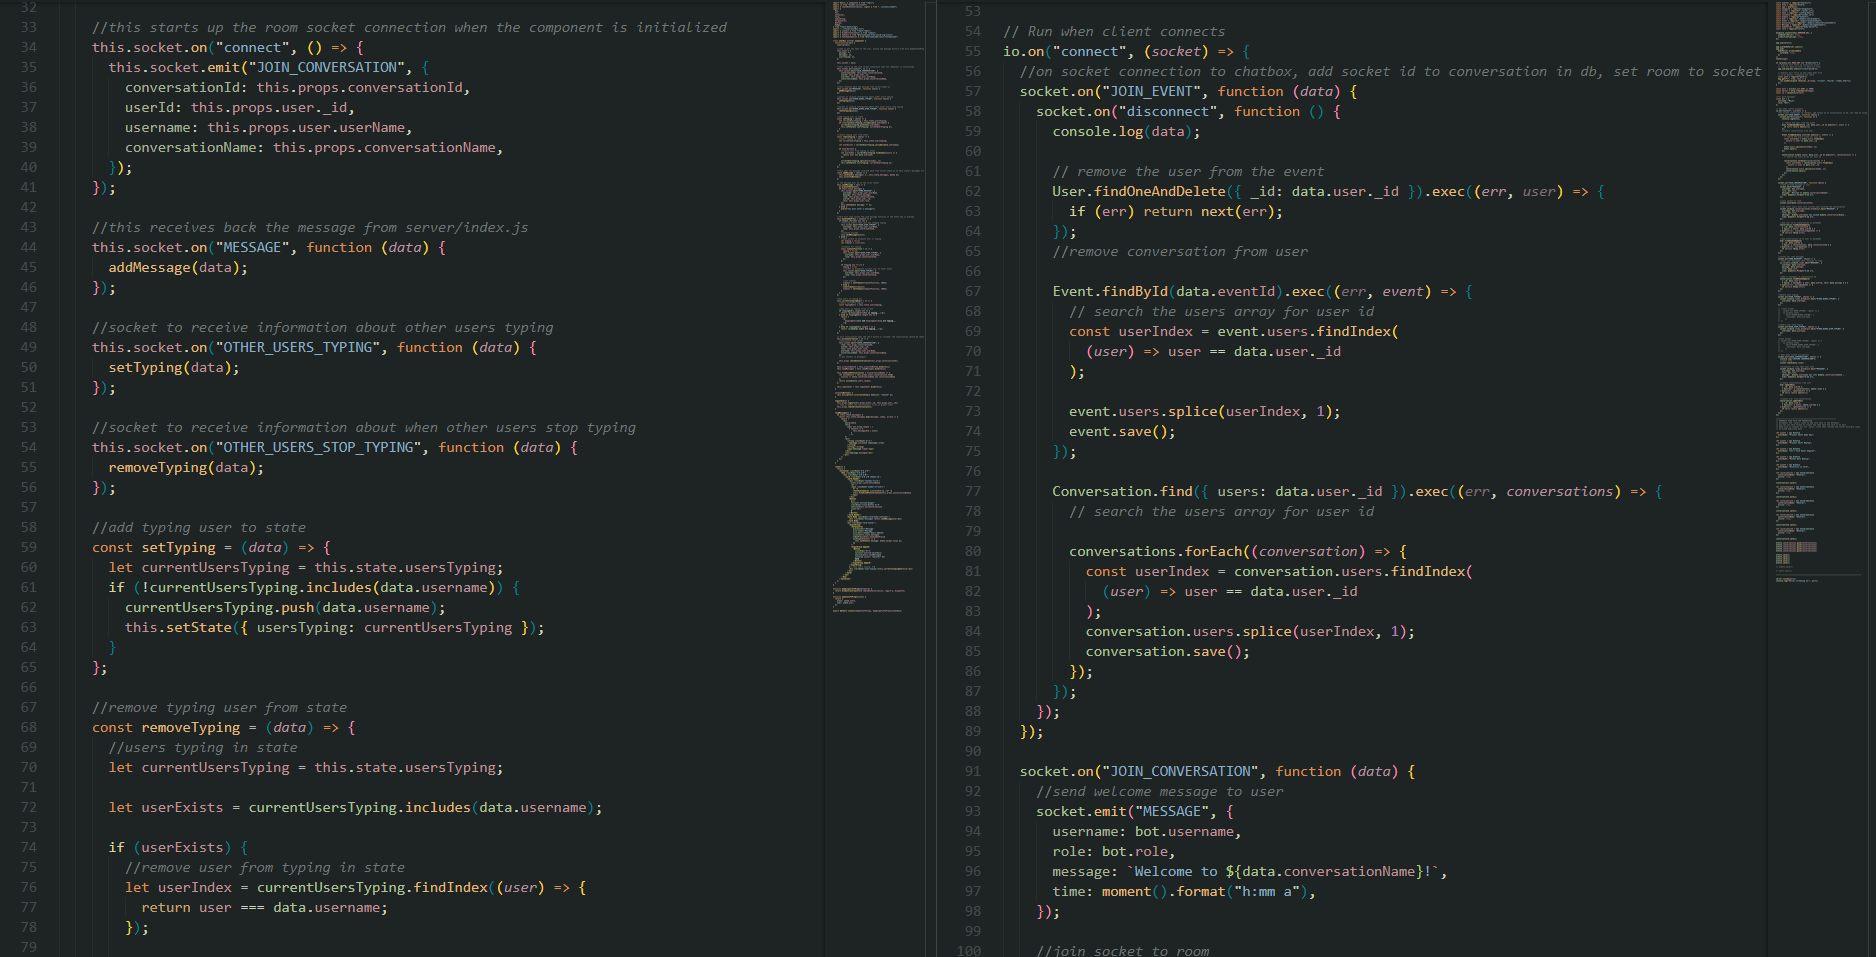 32
33 //this starts up the room socket connection when the component is initialized
34 this.socket.on("connect", () => {
35 this.socket.emit("JOIN_CONVERSATION", {
36 conversationId: this.props.conversationId,
37 userId: this.props.user._id,
38 username: this.props.user.userName,
39 conversationName: this.props.conversationName,
40 });
41 });
42
43 //this receives back the message from server/index.js
44 this.socket.on("MESSAGE", function (data) {
45 addMessage(data);
46 });
47
48 //socket to receive information about other users typing
49 this.socket.on("OTHER_USERS_TYPING", function (data) {
50 setTyping(data);
51 });
52
53 //socket to receive information about when other users stop typing
54 this.socket.on("OTHER_USERS_STOP_TYPING", function (data) {
55 removeTyping(data);
56 });
57
58 //add typing user to state
59 const setTyping = (data) => {
60 let currentUsersTyping = this.state.usersTyping;
61 if (!currentUsersTyping.includes(data.username)) {
62 currentUsersTyping.push(data.username);
63 this.setState({ usersTyping: currentUsersTyping });
64 }
65 };
66
67 //remove typing user from state
68 const removeTyping = (data) => {
69 //users typing in state
70 let currentUsersTyping = this.state.usersTyping;
71
72 let userExists = currentUsersTyping.includes(data.username);
73
74 if (userExists) {
75 //remove user from typing in state
76 let userIndex = currentUsersTyping.findIndex((user) => {
77 return user === data.username;
78 });
79
53
54 // Run when client connects
55 io.on("connect", (socket) => {
56 //on socket connection to chatbox, add socket id to conversation in db, set room to socket
57 socket.on("JOIN_EVENT", function (data) {
58 socket.on("disconnect", function () {
59 console.log(data);
60
61 // remove the user from the event
62 User.findOneAndDelete({ _id: data.user._id }).exec((err, user) => {
63 if (err) return next(err);
64 });
65 //remove conversation from user
66
67 Event.findById(data.eventId).exec((err, event) => {
68 // search the users array for user id
69 const userIndex = event.users.findIndex(
70 (user) => user == data.user._id
71 );
72
73 event.users.splice(userIndex, 1);
74 event.save();
75 });
76
77 Conversation.find({ users: data.user._id }).exec((err, conversations) => {
78 // search the users array for user id
79
80 conversations.forEach((conversation) => {
81 const userIndex = conversation.users.findIndex(
82 (user) => user == data.user._id
83 );
84 conversation.users.splice(userIndex, 1);
85 conversation.save();
86 });
87 });
88 });
89 });
90
91 socket.on("JOIN_CONVERSATION", function (data) {
92 //send welcome message to user
93 socket.emit("MESSAGE", {
94 username: bot.username,
95 role: bot.role,
96 message: `Welcome to ${data.conversationName}!`,
97 time: moment().format("h:mm a"),
98 });
99
100 //join socket to room